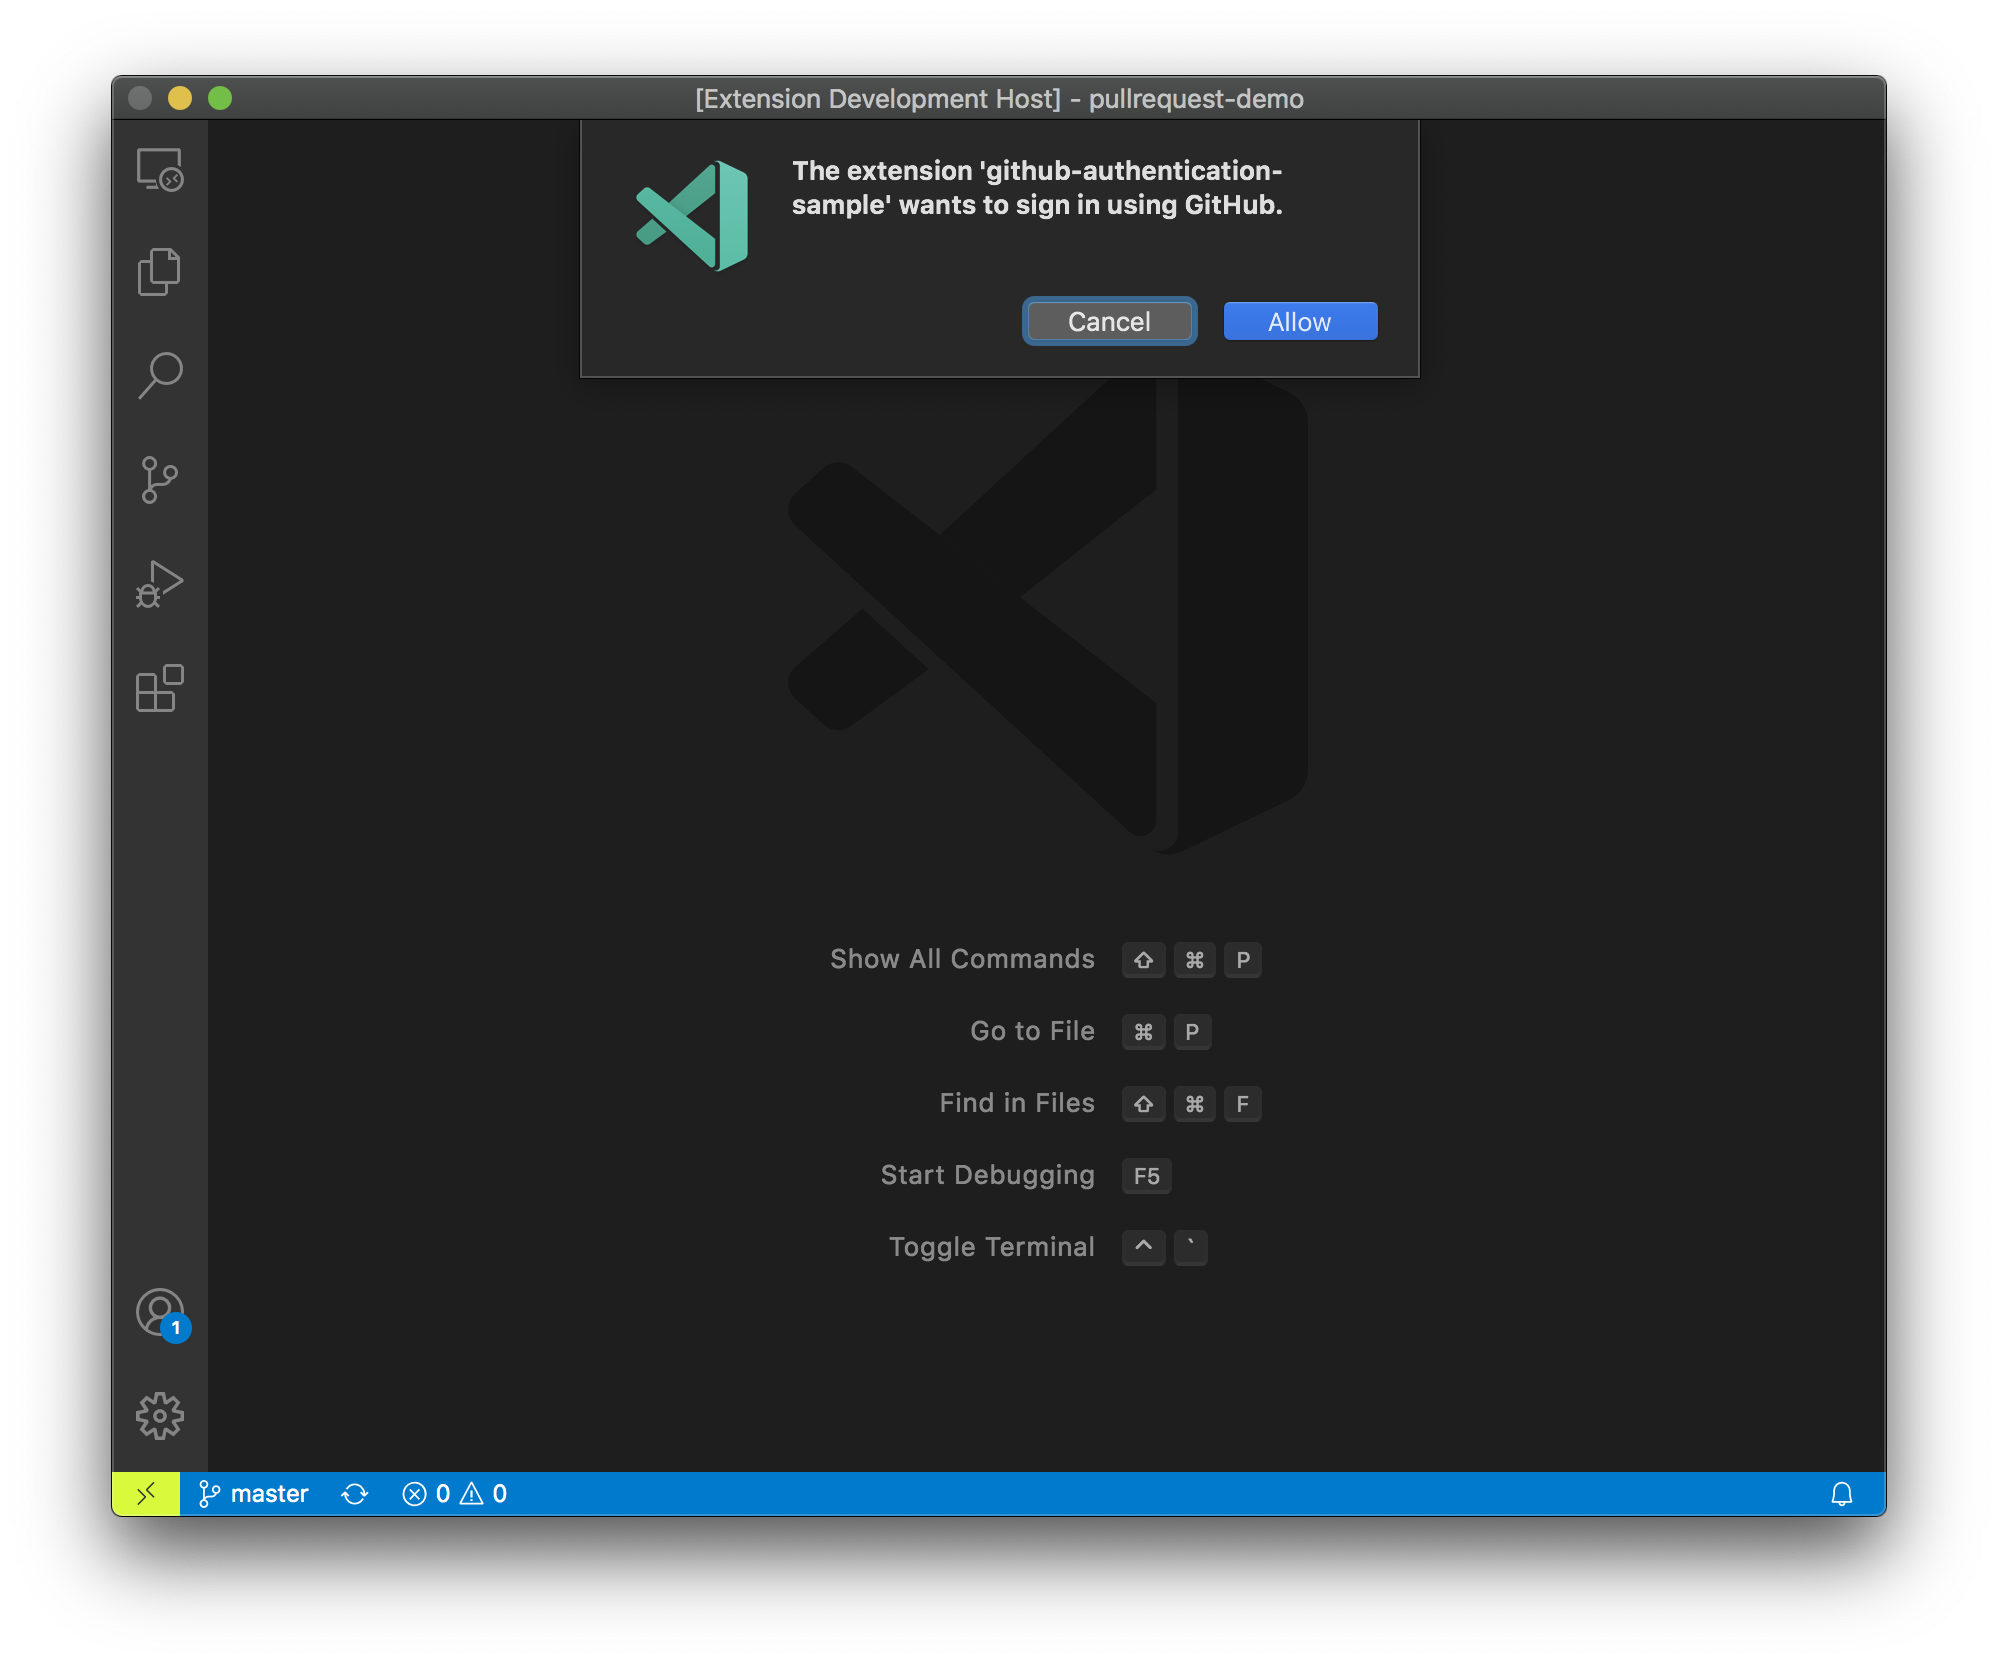 [Extension Development Host] - pullrequest-demo
The extension 'github-authentication-
sample' wants to sign in using GitHub.
Cancel Allow
Show All Commands ⇧ ⌘ P
Go to File ⌘ P
Find in Files ⇧ ⌘ F
Start Debugging F5
Toggle Terminal ^ `
1
master 0 0